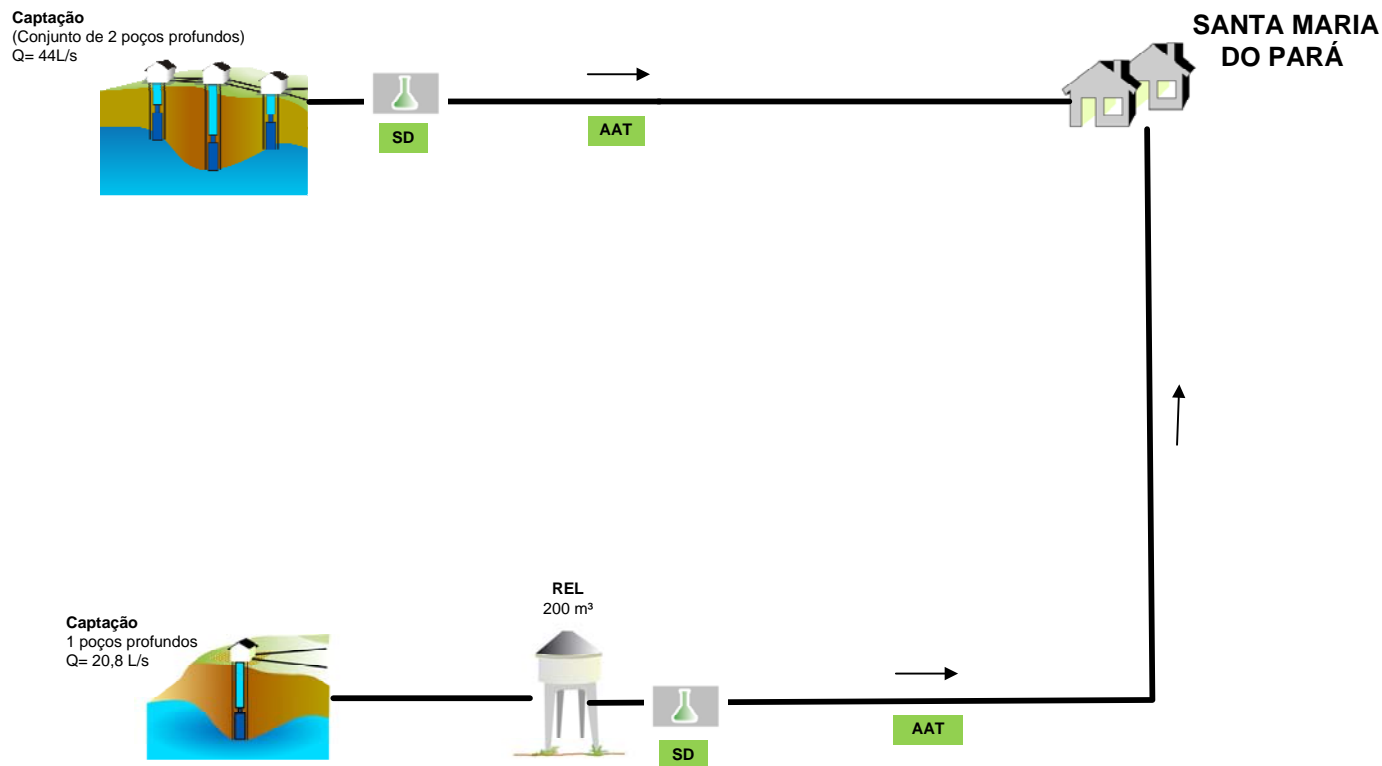 Captação
(Conjunto de 2 poços profundos)
Q= 44L/s
SANTA MARIA
DO PARÁ
SD
AAT
REL
200 m³
Captação
1 poços profundos
Q= 20,8 L/s
SD
AAT